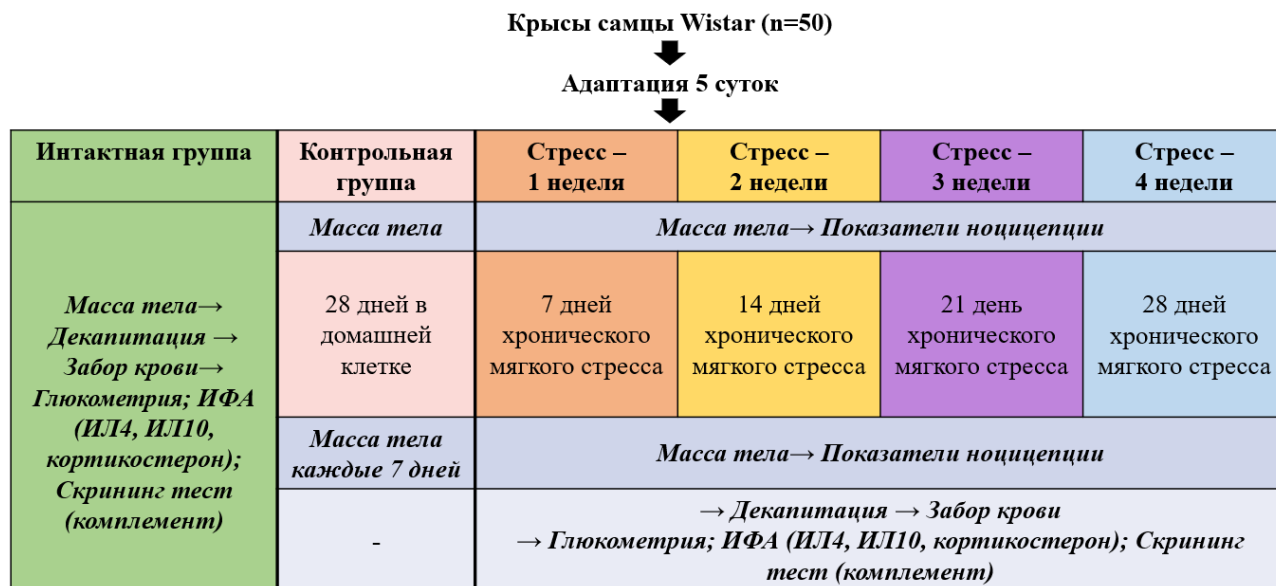 Крысы самцы Wistar (n=50)
Адаптация 5 суток
Интактная группа
Контрольная
группа
Стресс –
1 неделя
Стресс –
2 недели
Стресс –
3 недели
Стресс –
4 недели
Масса тела→
Декапитация →
Забор крови→
Глюкометрия; ИФА
(ИЛ4, ИЛ10,
кортикостерон);
Скрининг тест
(комплемент)
Масса тела
Масса тела→ Показатели ноцицепции
28 дней в
домашней
клетке
7 дней
хронического
мягкого стресса
14 дней
хронического
мягкого стресса
21 день
хронического
мягкого стресса
28 дней
хронического
мягкого стресса
Масса тела
каждые 7 дней
Масса тела→ Показатели ноцицепции
-
→ Декапитация → Забор крови
→ Глюкометрия; ИФА (ИЛ4, ИЛ10, кортикостерон); Скрининг
тест (комплемент)